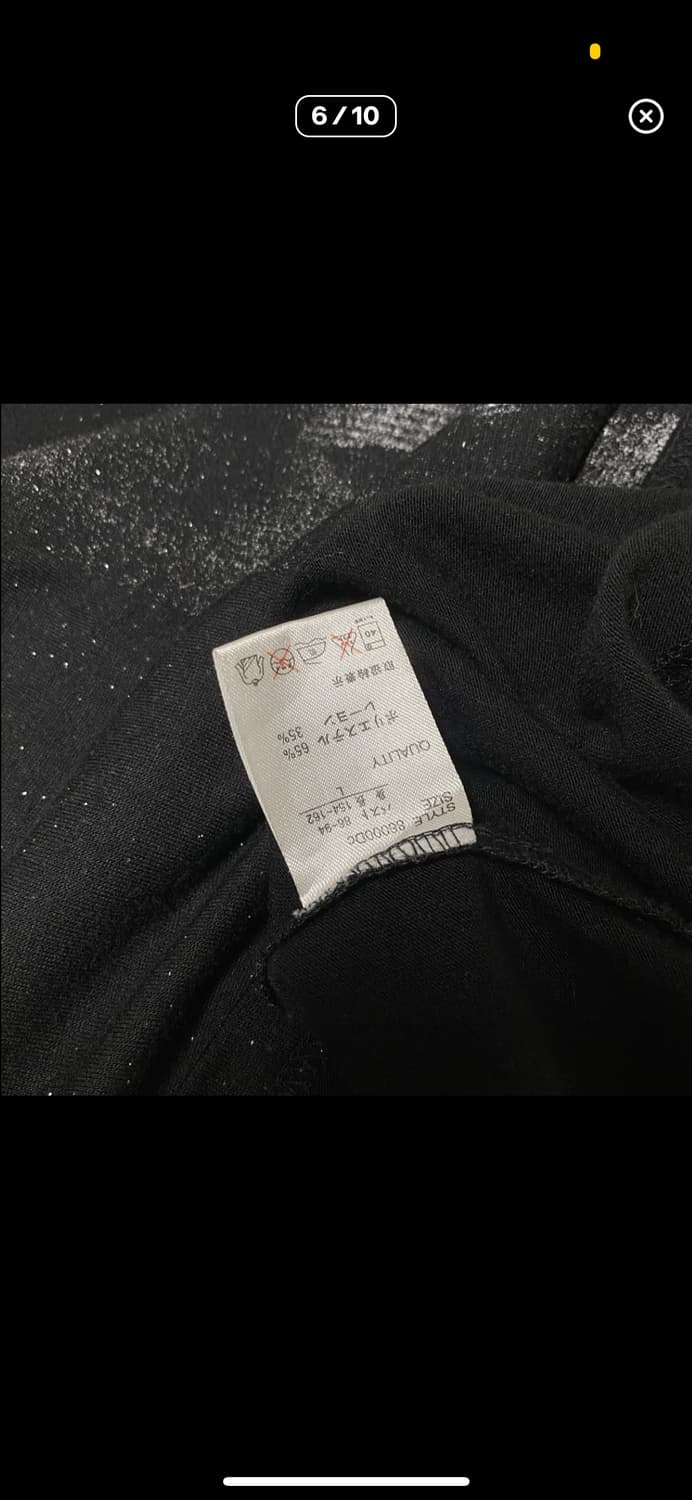 6/10
STYLE
SIZE バスト 86~94
身長 154~162
L
QUALITY
ポリエステル 65%
レーヨン 35%
取扱絵表示
40